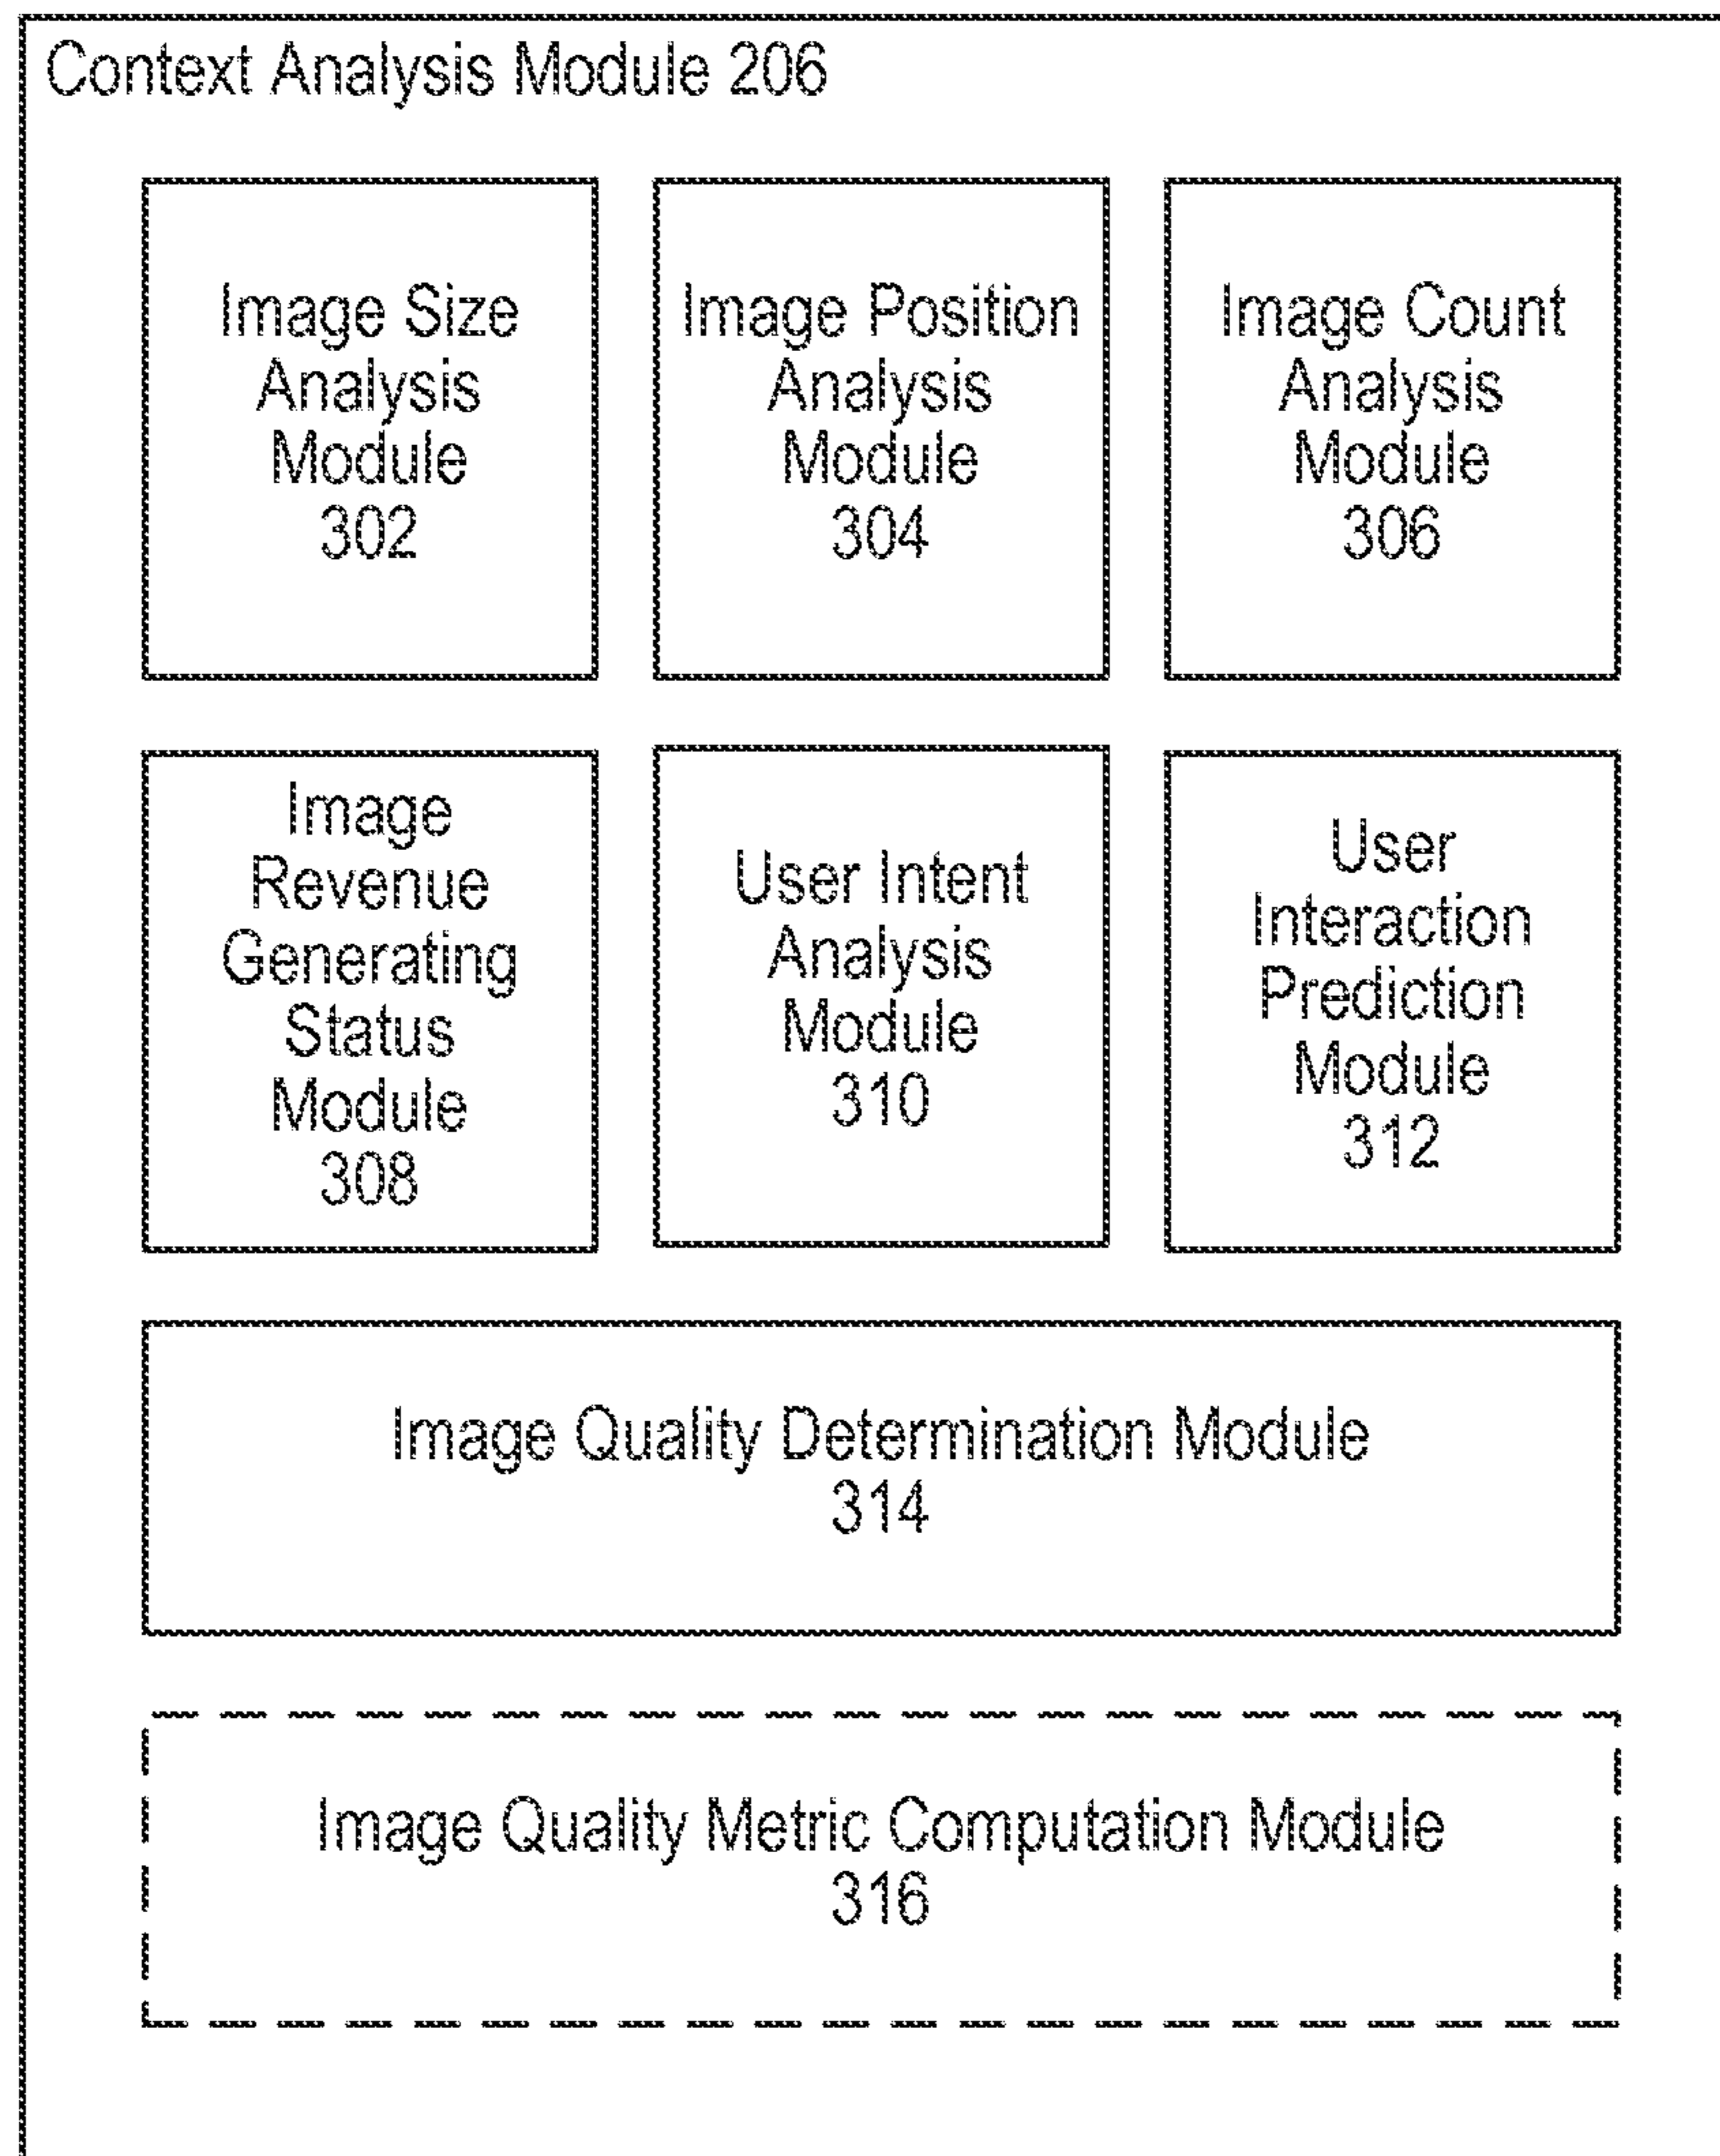 Context Analysis Module 206
Image Size
Analysis
Module
302
Image Position
Analysis
Module
304
Image Count
Analysis
Module
306
Image
Revenue
Generating
Status
Module
308
User Intent
Analysis
Module
310
User
Interaction
Prediction
Module
312
Image Quality Determination Module
314
Image Quality Metric Computation Module
316